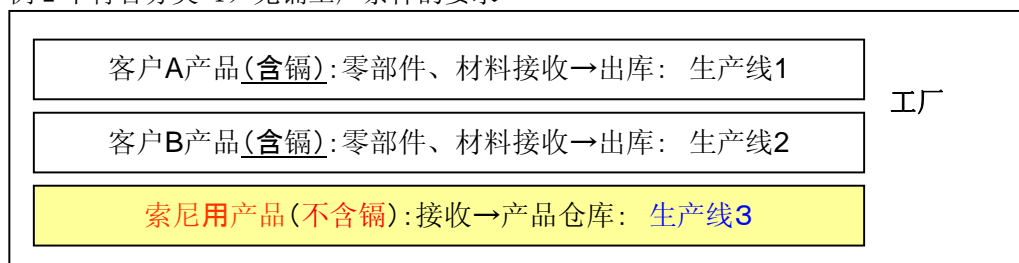 客户A产品(含镉):零部件、材料接收→出库: 生产线1
工厂
客户B产品(含镉):零部件、材料接收→出库: 生产线2
索尼用产品(不含镉):接收→产品仓库: 生产线3